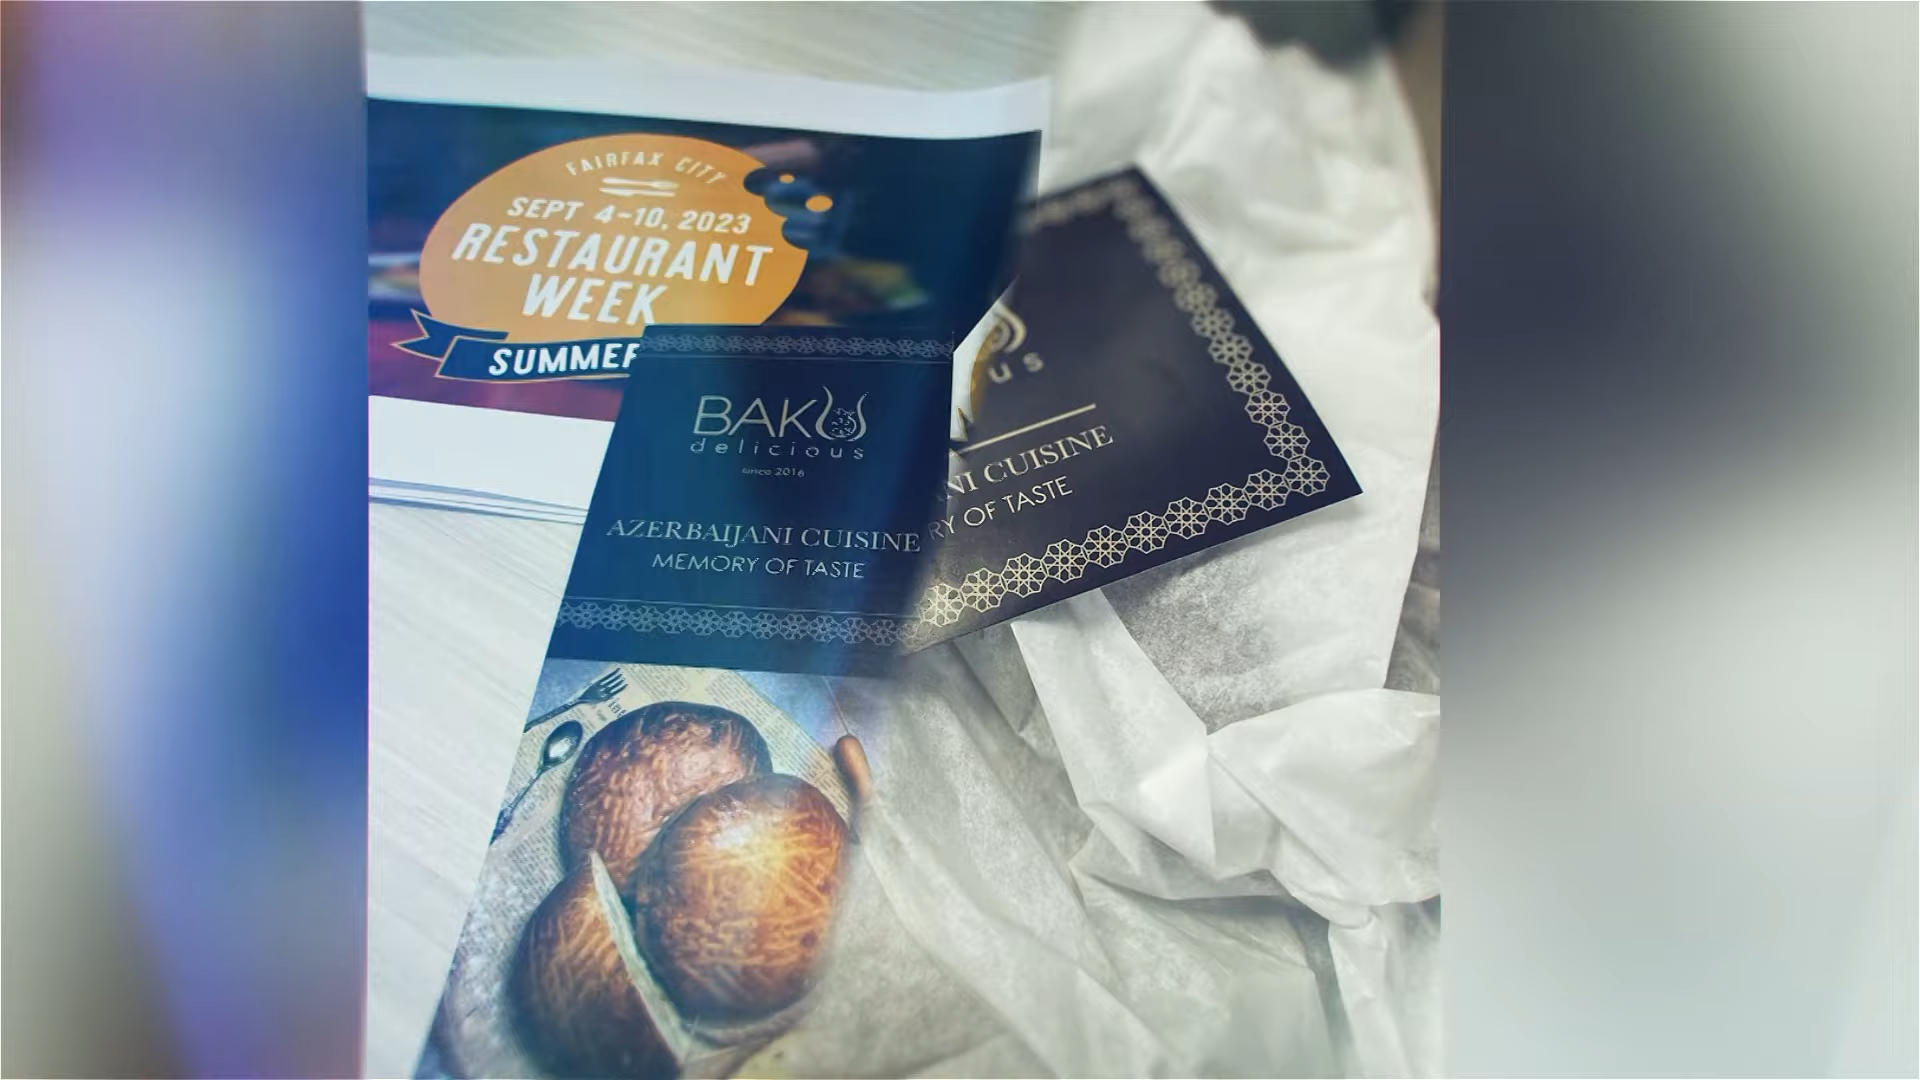 FAIRFAX CITY
SEPT 4-10, 2023
RESTAURANT
WEEK
SUMMER
BAKU
delicious
since 2016
AZERBAIJANI CUISINE
MEMORY OF TASTE
ous
NI CUISINE
RY OF TASTE